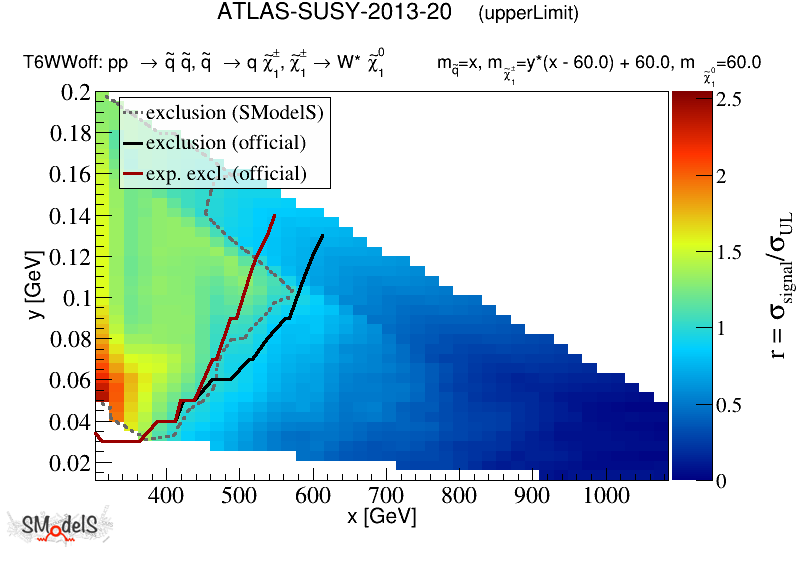 ATLAS-SUSY-2013-20 (upperLimit)
T6WWoff: pp → q̃ q̃, q̃ → q χ̃₁±, χ̃₁± → W* χ̃₁⁰ m_q̃=x, m_χ̃₁±=y*(x - 60.0) + 60.0, m_χ̃₁⁰=60.0
exclusion (SModelS)
exclusion (official)
exp. excl. (official)
y [GeV]
0.2
0.18
0.16
0.14
0.12
0.1
0.08
0.06
0.04
0.02
400 500 600 700 800 900 1000
x [GeV]
2.5
2
1.5
1
0.5
0
r = σ_signal/σ_UL
SModelS